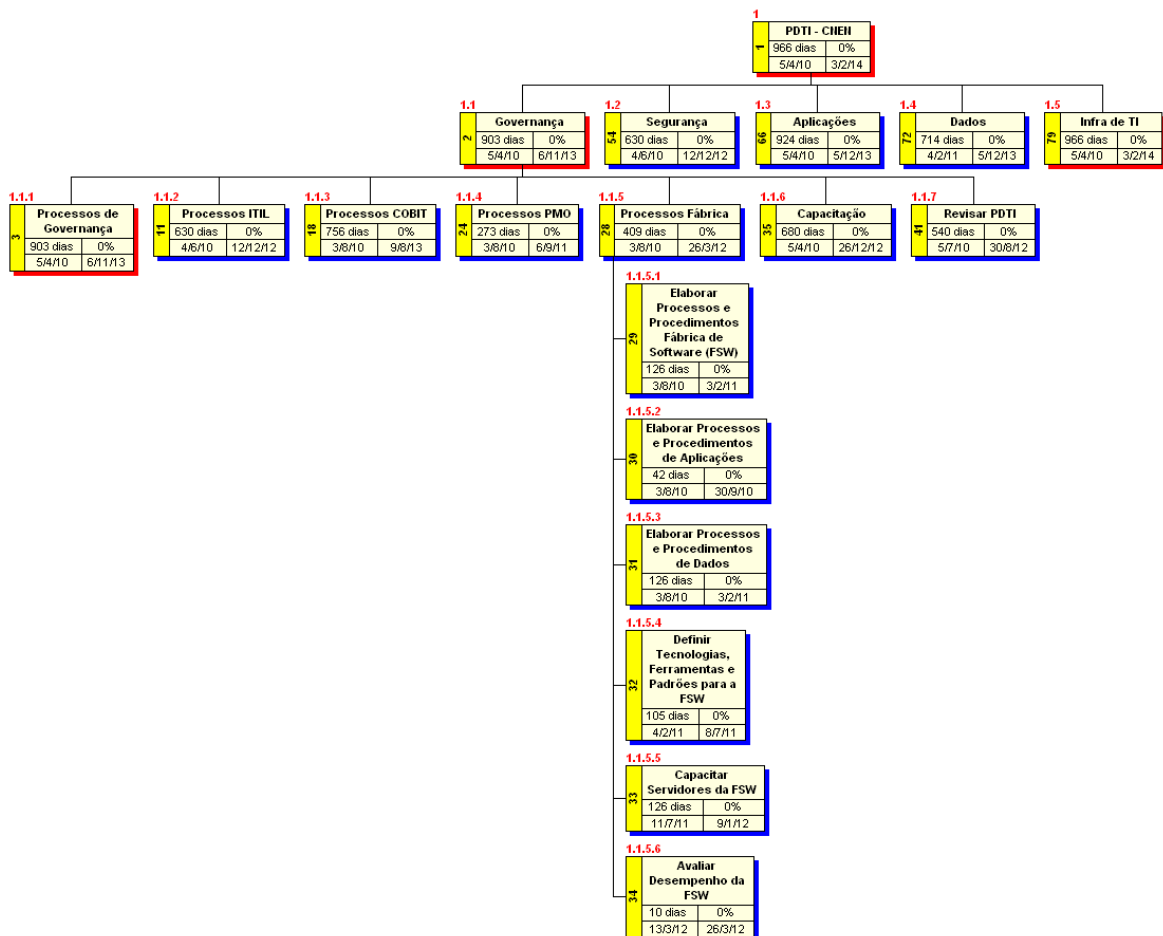 1
PDTI - CNEN
1
966 dias 0%
5/4/10 3/2/14
1.1
Governança
2
903 dias 0%
5/4/10 6/11/13
1.2
Segurança
54
630 dias 0%
4/6/10 12/12/12
1.3
Aplicações
66
924 dias 0%
5/4/10 5/12/13
1.4
Dados
72
714 dias 0%
4/2/11 5/12/13
1.5
Infra de TI
79
966 dias 0%
5/4/10 3/2/14
1.1.1
Processos de
Governança
3
903 dias 0%
5/4/10 6/11/13
1.1.2
Processos ITIL
11
630 dias 0%
4/6/10 12/12/12
1.1.3
Processos COBIT
18
756 dias 0%
3/8/10 9/8/13
1.1.4
Processos PMO
24
273 dias 0%
3/8/10 6/9/11
1.1.5
Processos Fábrica
28
409 dias 0%
3/8/10 26/3/12
1.1.6
Capacitação
35
680 dias 0%
5/4/10 26/12/12
1.1.7
Revisar PDTI
41
540 dias 0%
5/7/10 30/8/12
1.1.5.1
Elaborar
Processos e
Procedimentos
Fábrica de
Software (FSW)
29
126 dias 0%
3/8/10 3/2/11
1.1.5.2
Elaborar Processos
e Procedimentos
de Aplicações
30
42 dias 0%
3/8/10 30/9/10
1.1.5.3
Elaborar Processos
e Procedimentos
de Dados
31
126 dias 0%
3/8/10 3/2/11
1.1.5.4
Definir
Tecnologias,
Ferramentas e
Padrões para a
FSW
32
105 dias 0%
4/2/11 8/7/11
1.1.5.5
Capacitar
Servidores da FSW
33
126 dias 0%
11/7/11 9/1/12
1.1.5.6
Avaliar
Desempenho da
FSW
34
10 dias 0%
13/3/12 26/3/12